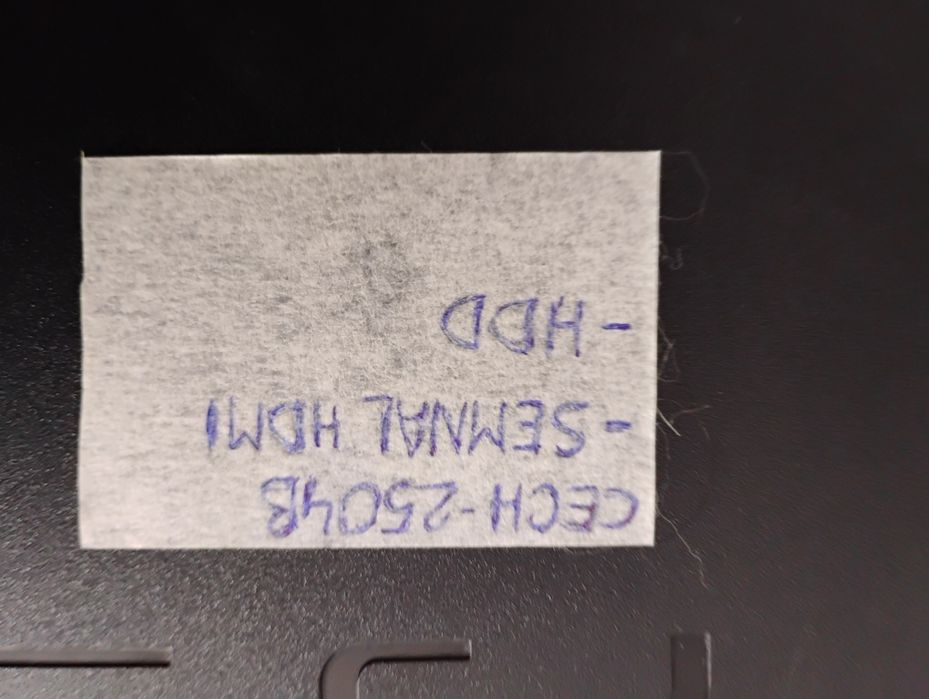 CECH-2504B
-SEMNAL HDMI
-HDD